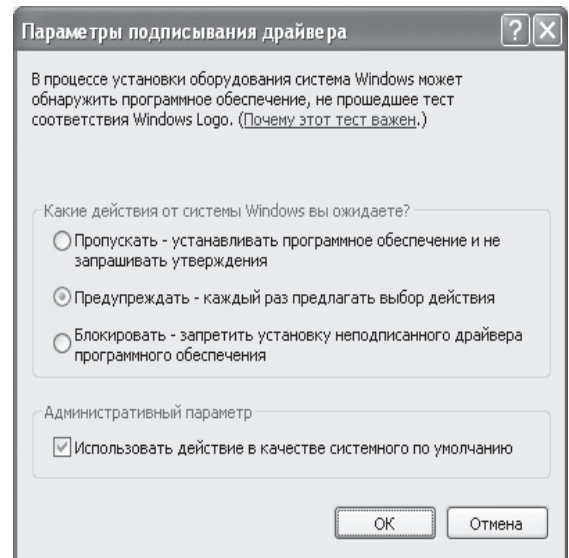 Параметры подписывания драйвера
В процессе установки оборудования система Windows может
обнаружить программное обеспечение, не прошедшее тест
соответствия Windows Logo. (Почему этот тест важен.)
Какие действия от системы Windows вы ожидаете?
Пропускать - устанавливать программное обеспечение и не
запрашивать утверждения
Предупреждать - каждый раз предлагать выбор действия
Блокировать - запретить установку неподписанного драйвера
программного обеспечения
Административный параметр
Использовать действие в качестве системного по умолчанию
ОК
Отмена